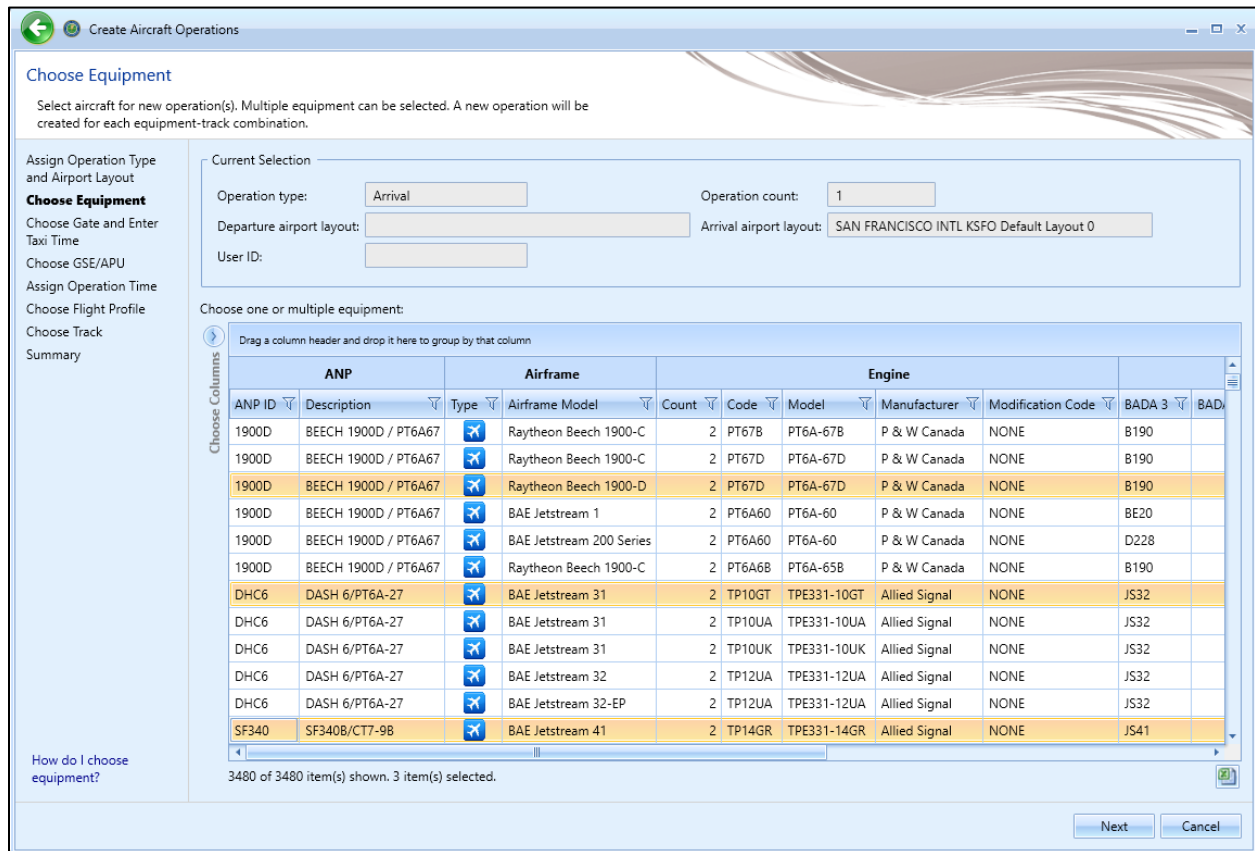 Create Aircraft Operations
Choose Equipment
Select aircraft for new operation(s). Multiple equipment can be selected. A new operation will be
created for each equipment-track combination.
Assign Operation Type
and Airport Layout
Choose Equipment
Choose Gate and Enter
Taxi Time
Choose GSE/APU
Assign Operation Time
Choose Flight Profile
Choose Track
Summary
How do I choose
equipment?
Current Selection
Operation type: Arrival Operation count: 1
Departure airport layout: Arrival airport layout: SAN FRANCISCO INTL KSFO Default Layout 0
User ID:
Choose one or multiple equipment:
Choose Columns
Drag a column header and drop it here to group by that column
ANP Airframe Engine
ANP ID Description Type Airframe Model Count Code Model Manufacturer Modification Code BADA 3 BADA
1900D BEECH 1900D / PT6A67 Raytheon Beech 1900-C 2 PT67B PT6A-67B P & W Canada NONE B190
1900D BEECH 1900D / PT6A67 Raytheon Beech 1900-C 2 PT67D PT6A-67D P & W Canada NONE B190
1900D BEECH 1900D / PT6A67 Raytheon Beech 1900-D 2 PT67D PT6A-67D P & W Canada NONE B190
1900D BEECH 1900D / PT6A67 BAE Jetstream 1 2 PT6A60 PT6A-60 P & W Canada NONE BE20
1900D BEECH 1900D / PT6A67 BAE Jetstream 200 Series 2 PT6A60 PT6A-60 P & W Canada NONE D228
1900D BEECH 1900D / PT6A67 Raytheon Beech 1900-C 2 PT6A6B PT6A-65B P & W Canada NONE B190
DHC6 DASH 6/PT6A-27 BAE Jetstream 31 2 TP10GT TPE331-10GT Allied Signal NONE JS32
DHC6 DASH 6/PT6A-27 BAE Jetstream 31 2 TP10UA TPE331-10UA Allied Signal NONE JS32
DHC6 DASH 6/PT6A-27 BAE Jetstream 31 2 TP10UK TPE331-10UK Allied Signal NONE JS32
DHC6 DASH 6/PT6A-27 BAE Jetstream 32 2 TP12UA TPE331-12UA Allied Signal NONE JS32
DHC6 DASH 6/PT6A-27 BAE Jetstream 32-EP 2 TP12UA TPE331-12UA Allied Signal NONE JS32
SF340 SF340B/CT7-9B BAE Jetstream 41 2 TP14GR TPE331-14GR Allied Signal NONE JS41
3480 of 3480 item(s) shown. 3 item(s) selected.
Next Cancel